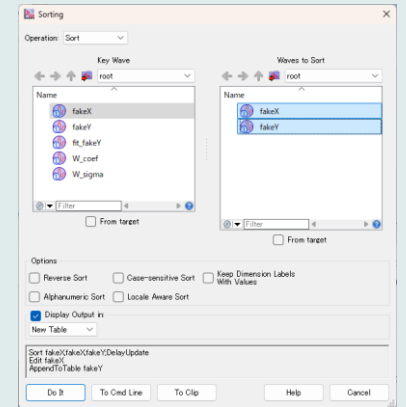 Sorting
Operation: Sort
Key Wave
root
Name
fakeX
fakeY
fit_fakeY
W_coef
W_sigma
Filter
From target
Waves to Sort
root
Name
fakeX
fakeY
Filter
From target
Options
Reverse Sort
Case-sensitive Sort
Keep Dimension Labels
With Values
Alphanumeric Sort
Locale Aware Sort
Display Output in:
New Table
Sort fakeX,fakeX,fakeY;DelayUpdate
Edit fakeX
AppendToTable fakeY
Do It
To Cmd Line
To Clip
Help
Cancel